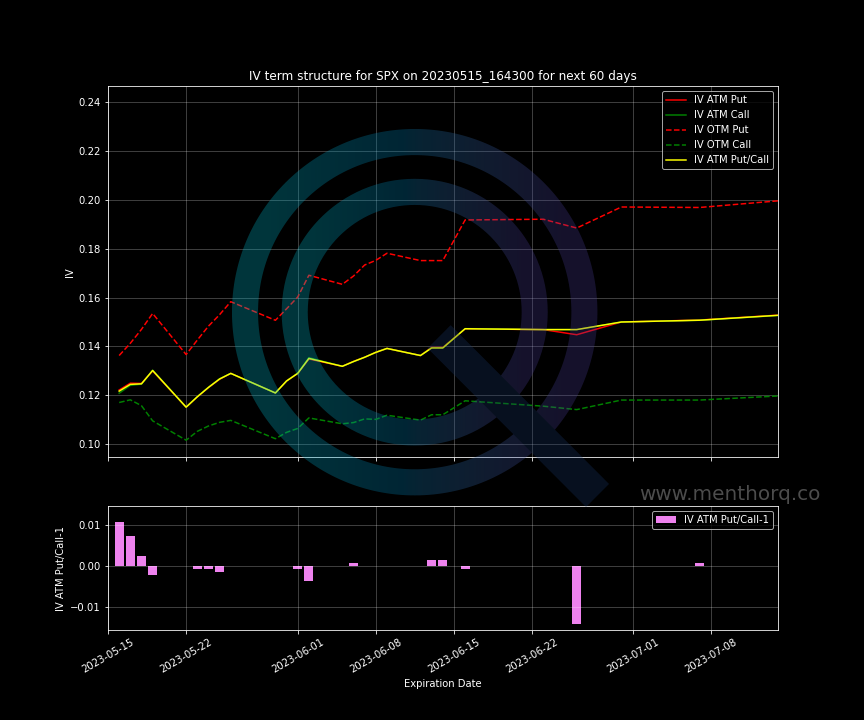 IV term structure for SPX on 20230515_164300 for next 60 days
IV ATM Put
IV ATM Call
IV OTM Put
IV OTM Call
IV ATM Put/Call
0.24
0.22
0.20
0.18
0.16
0.14
0.12
0.10
IV
www.menthorq.co
IV ATM Put/Call-1
0.01
0.00
−0.01
IV ATM Put/Call-1
2023-05-15
2023-05-22
2023-06-01
2023-06-08
2023-06-15
2023-06-22
2023-07-01
2023-07-08
Expiration Date